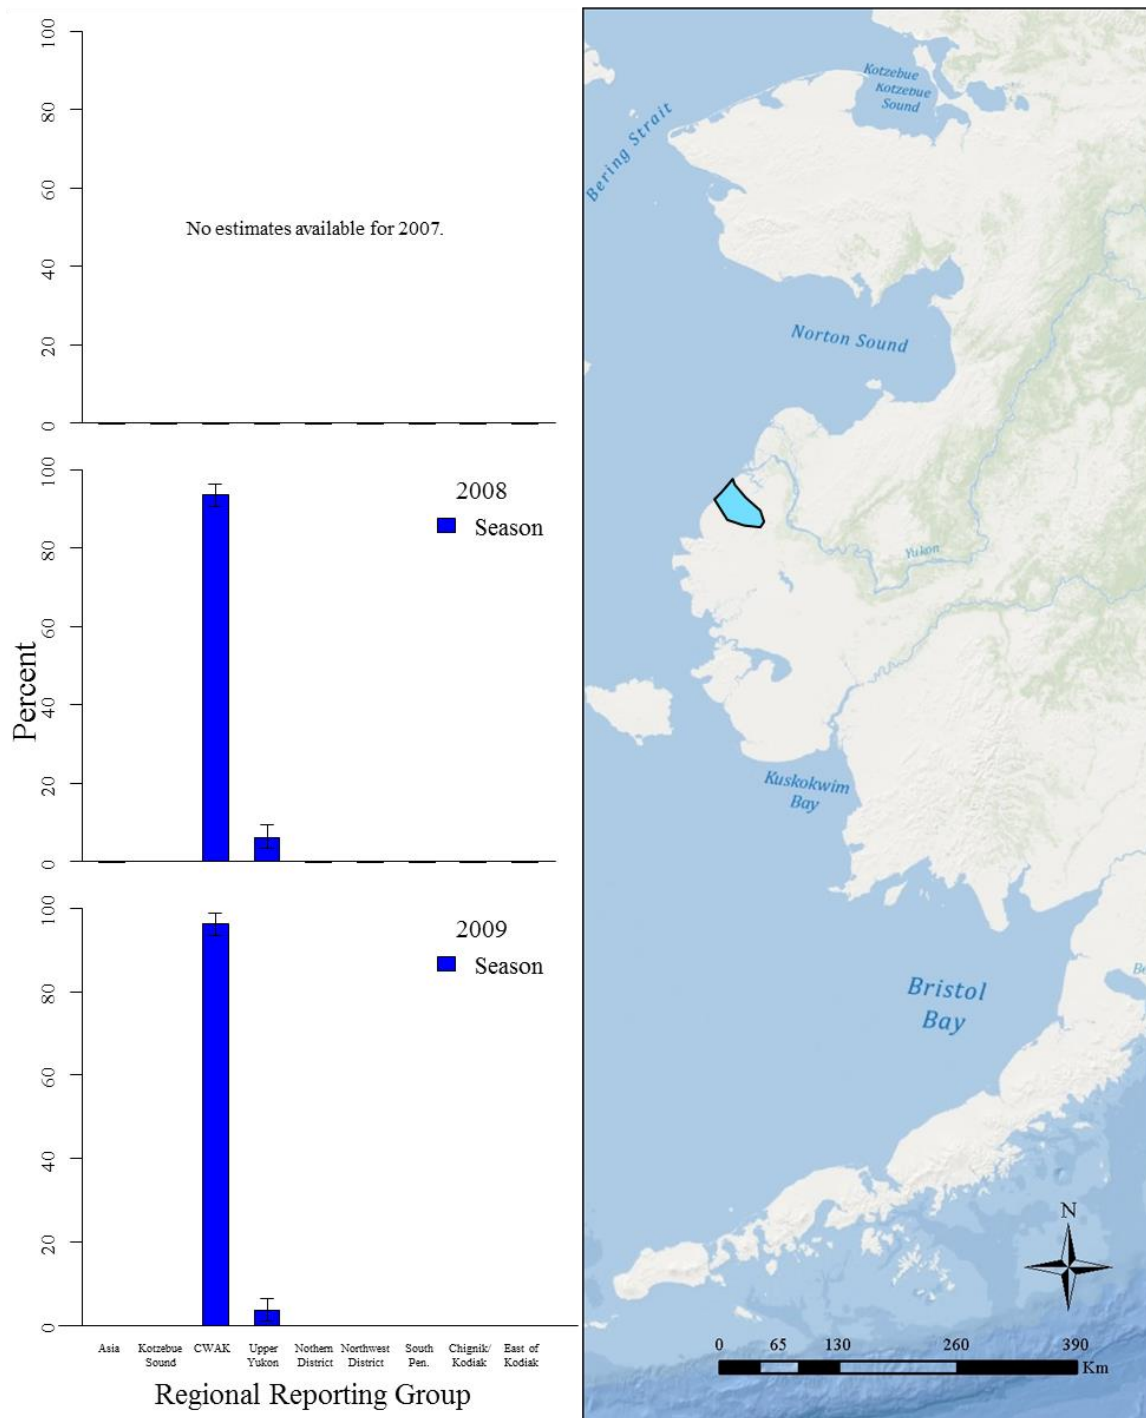 100
80
60
40
20
0
No estimates available for 2007.
100
80
60
40
20
0
2008
Season
Percent
100
80
60
40
20
0
2009
Season
Asia
Kotzebue
Sound
CWAK
Upper
Yukon
Nothern
District
Northwest
District
South
Pen.
Chignik/
Kodiak
East of
Kodiak
Regional Reporting Group
Kotzebue
Kotzebue
Sound
Bering Strait
Norton Sound
Yukon
Kuskokwim
Bay
Bristol
Bay
Be
N
0 65 130 260 390
Km